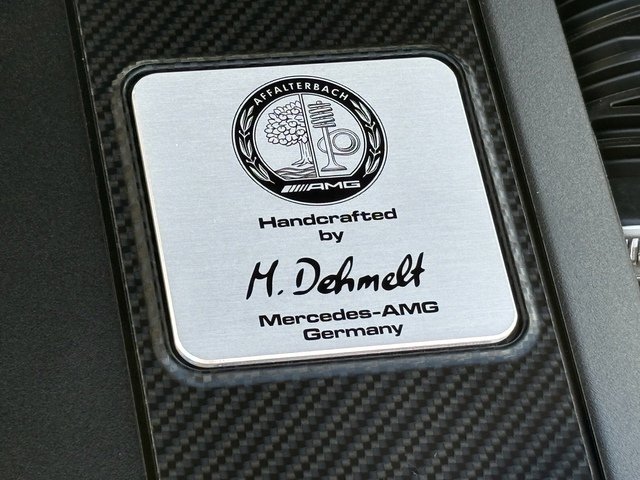 AFFALTERBACH
AMG
Handcrafted
by
M. Dehmelt
Mercedes-AMG
Germany